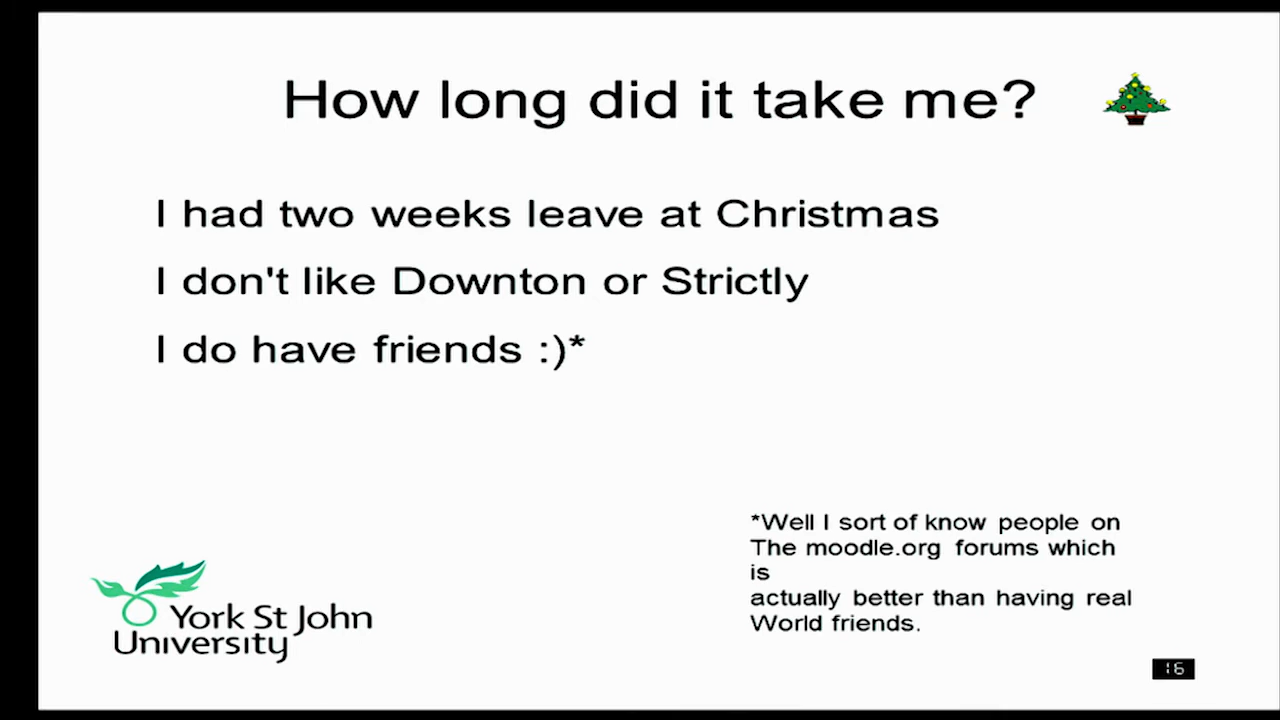 How long did it take me?
I had two weeks leave at Christmas
I don't like Downton or Strictly
I do have friends :)*
*Well I sort of know people on
The moodle.org forums which
is
actually better than having real
World friends.
York St John
University
16